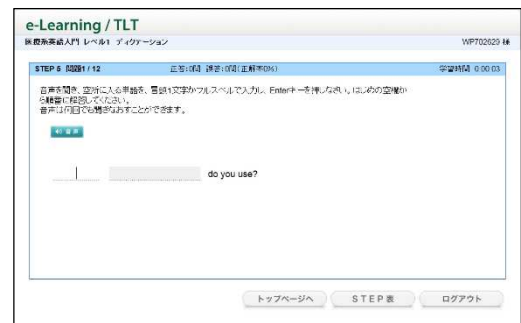 e-Learning / TLT
医療系英語入門 レベル1 ディクテーション WP702629 様
STEP 6 問題1 / 12 正答:0問 誤答:0問(正解率0%) 学習時間 0:00:03
音声を聞き、空所に入る単語を、冒頭1文字かフルスペルで入力し、Enterキーを押しなさい。はじめの空欄か
ら順番に解答してください。
音声は何回でも聞きなおすことができます。
音声
do you use?
トップページへ STEP表 ログアウト